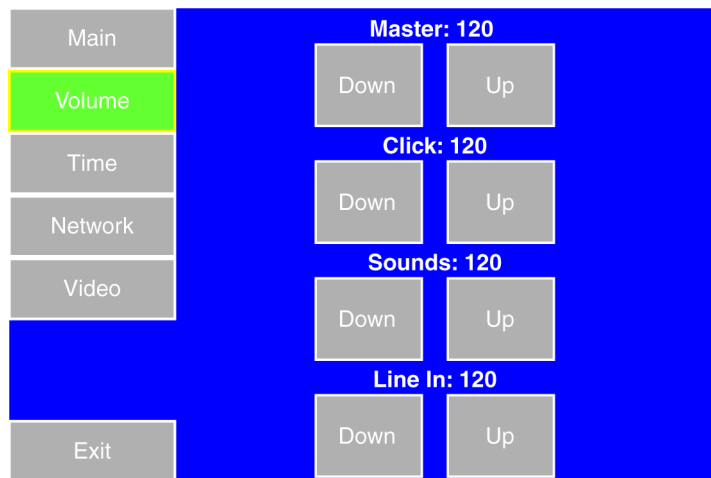 Main
Volume
Time
Network
Video
Exit
Master: 120
Down Up
Click: 120
Down Up
Sounds: 120
Down Up
Line In: 120
Down Up